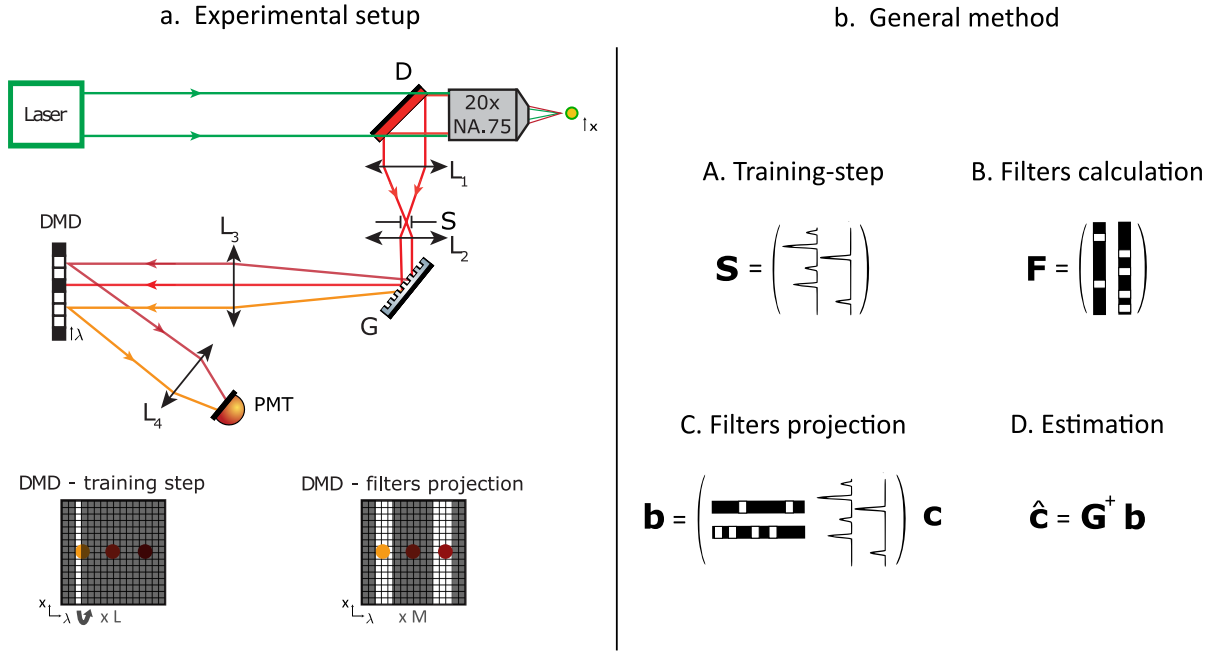 a. Experimental setup
Laser
D
20x
NA.75
x
L1
S
L2
DMD
L3
λ
G
L4
PMT
DMD - training step
x
λ
x L
DMD - filters projection
x
λ
x M
b. General method
A. Training-step
S = ( )
B. Filters calculation
F = ( )
C. Filters projection
b = ( ) c
D. Estimation
ĉ = G⁺ b